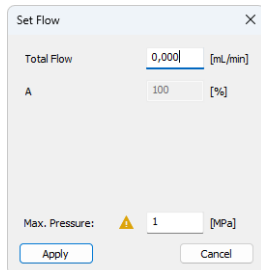 Set Flow
Total Flow 0,000 [mL/min]
A 100 [%]
Max. Pressure: 1 [MPa]
Apply Cancel